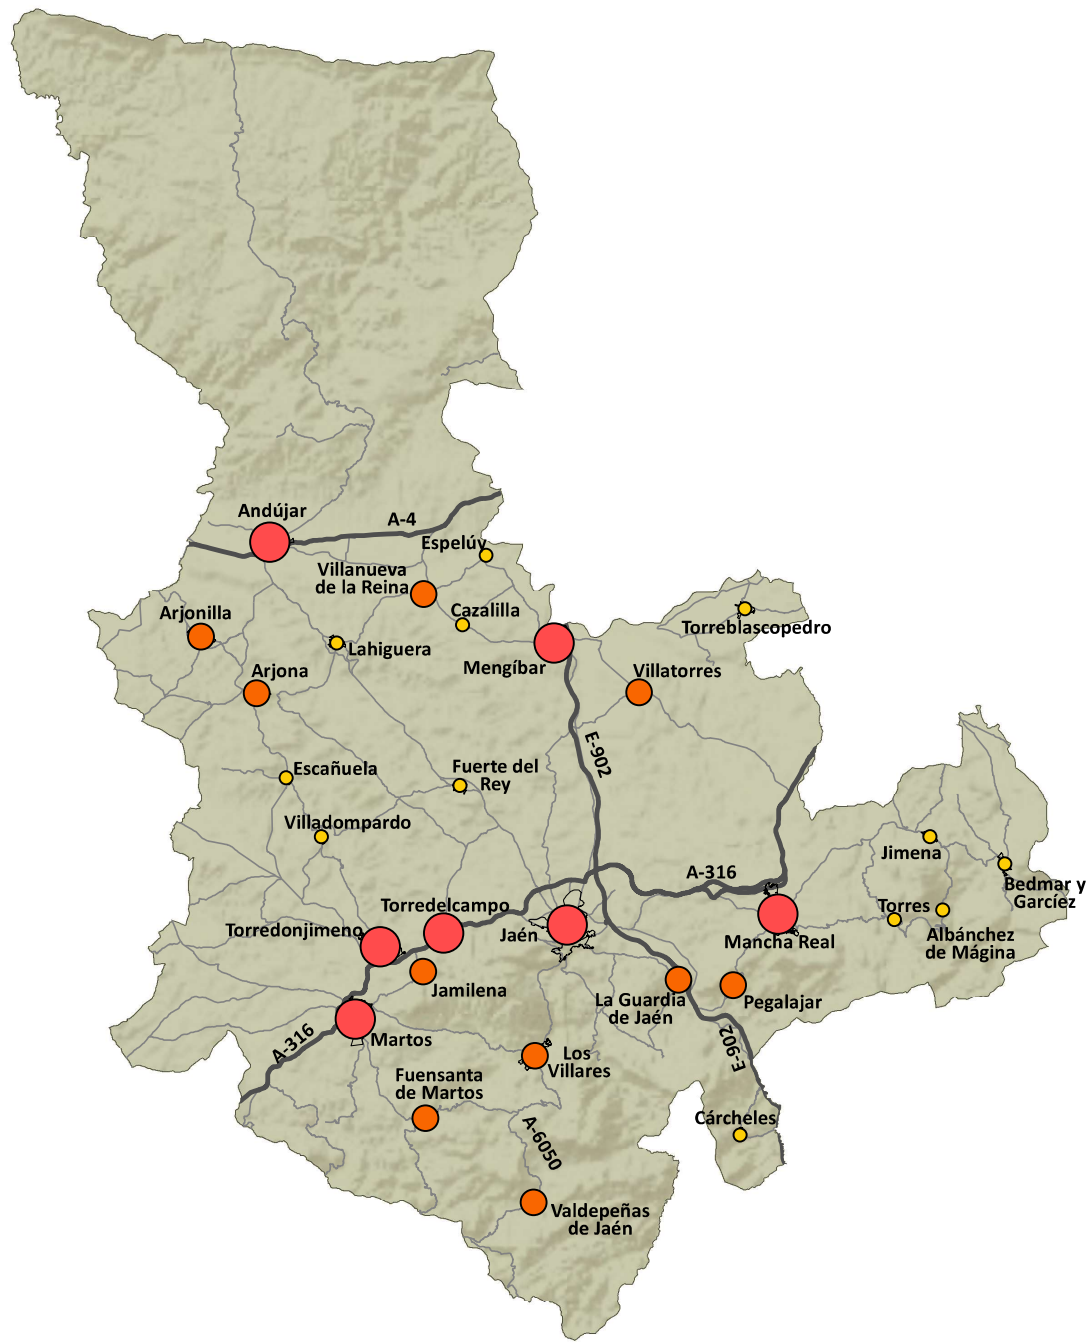 Andújar
A-4
Espelúy
Villanueva
de la Reina
Arjonilla
Cazalilla
Torreblascopedro
Lahiguera
Mengíbar
Arjona
Villatorres
E-902
Escañuela
Fuerte del
Rey
Villadompardo
Jimena
A-316
Bedmar y
Garcíez
Torredelcampo
Torres
Torredonjimeno
Jaén
Mancha Real
Albánchez
de Mágina
Jamilena
La Guardia
de Jaén
Pegalajar
A-316
Martos
E-902
Los
Villares
Fuensanta
de Martos
Cárcheles
A-6050
Valdepeñas
de Jaén